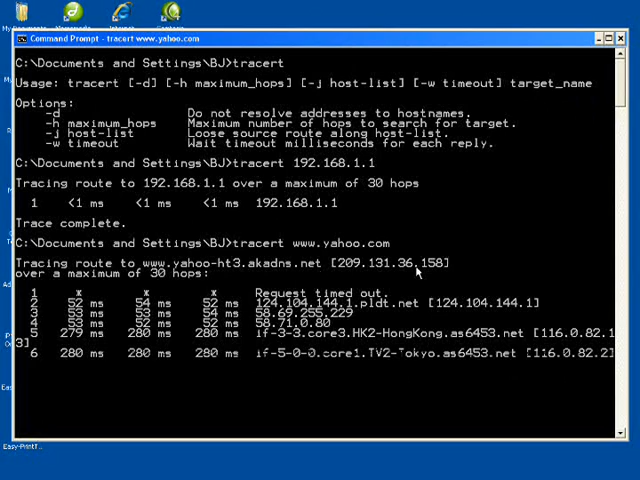 My Documents
Internet
Command Prompt - tracert www.yahoo.com
C:\Documents and Settings\BJ>tracert
Usage: tracert [-d] [-h maximum_hops] [-j host-list] [-w timeout] target_name
Options:
-d Do not resolve addresses to hostnames.
-h maximum_hops Maximum number of hops to search for target.
-j host-list Loose source route along host-list.
-w timeout Wait timeout milliseconds for each reply.
C:\Documents and Settings\BJ>tracert 192.168.1.1
Tracing route to 192.168.1.1 over a maximum of 30 hops
1 <1 ms <1 ms <1 ms 192.168.1.1
Trace complete.
C:\Documents and Settings\BJ>tracert www.yahoo.com
Tracing route to www.yahoo-ht3.akadns.net [209.131.36.158]
over a maximum of 30 hops:
1 * * * Request timed out.
2 52 ms 54 ms 52 ms 124.104.144.1.pldt.net [124.104.144.1]
3 53 ms 53 ms 54 ms 58.69.255.229
4 53 ms 52 ms 52 ms 58.71.0.80
5 279 ms 280 ms 280 ms if-3-3.core3.HK2-HongKong.as6453.net [116.0.82.1
3]
6 280 ms 280 ms 280 ms if-5-0-0.core1.TV2-Tokyo.as6453.net [116.0.82.2]
Easy-PrintT...